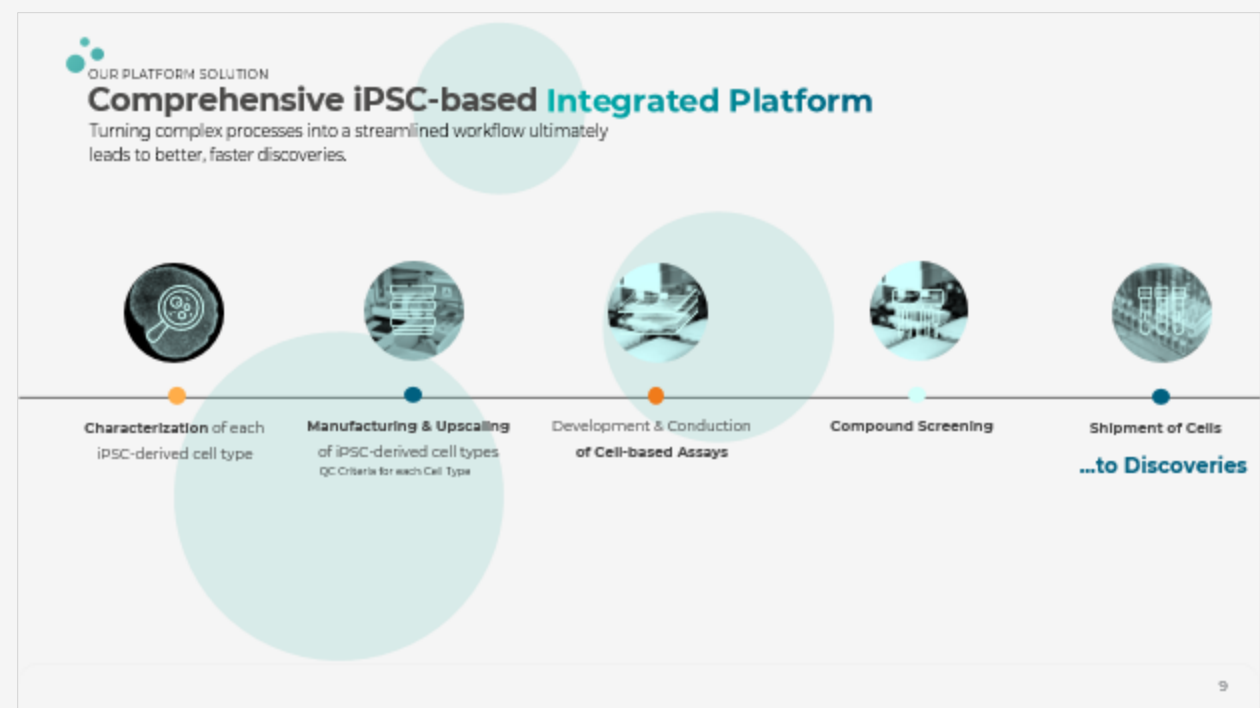 OUR PLATFORM SOLUTION
Comprehensive iPSC-based Integrated Platform
Turning complex processes into a streamlined workflow ultimately
leads to better, faster discoveries.
Characterization of each
iPSC-derived cell type
Manufacturing & Upscaling
of iPSC-derived cell types
QC Criteria for each Cell Type
Development & Conduction
of Cell-based Assays
Compound Screening
Shipment of Cells
...to Discoveries
9